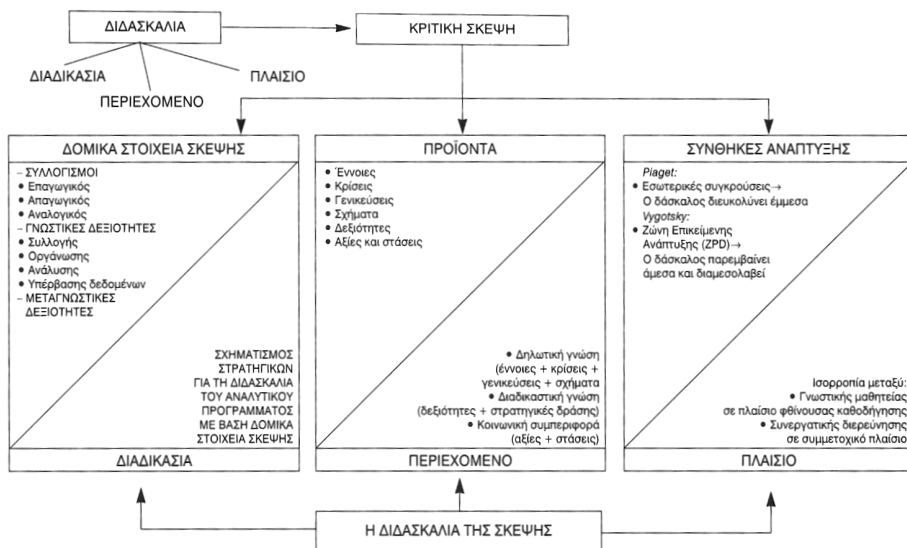 ΔΙΔΑΣΚΑΛΙΑ
ΚΡΙΤΙΚΗ ΣΚΕΨΗ
ΔΙΑΔΙΚΑΣΙΑ
ΠΕΡΙΕΧΟΜΕΝΟ
ΠΛΑΙΣΙΟ
ΔΟΜΙΚΑ ΣΤΟΙΧΕΙΑ ΣΚΕΨΗΣ
– ΣΥΛΛΟΓΙΣΜΟΙ
• Επαγωγικός
• Απαγωγικός
• Αναλογικός
– ΓΝΩΣΤΙΚΕΣ ΔΕΞΙΟΤΗΤΕΣ
• Συλλογής
• Οργάνωσης
• Ανάλυσης
• Υπέρβασης δεδομένων
– ΜΕΤΑΓΝΩΣΤΙΚΕΣ
ΔΕΞΙΟΤΗΤΕΣ
ΣΧΗΜΑΤΙΣΜΟΣ
ΣΤΡΑΤΗΓΙΚΩΝ
ΓΙΑ ΤΗ ΔΙΔΑΣΚΑΛΙΑ
ΤΟΥ ΑΝΑΛΥΤΙΚΟΥ
ΠΡΟΓΡΑΜΜΑΤΟΣ
ΜΕ ΒΑΣΗ ΔΟΜΙΚΑ
ΣΤΟΙΧΕΙΑ ΣΚΕΨΗΣ
ΔΙΑΔΙΚΑΣΙΑ
ΠΡΟΪΟΝΤΑ
• Έννοιες
• Κρίσεις
• Γενικεύσεις
• Σχήματα
• Δεξιότητες
• Αξίες και στάσεις
• Δηλωτική γνώση
(έννοιες + κρίσεις +
γενικεύσεις + σχήματα
• Διαδικαστική γνώση
(δεξιότητες + στρατηγικές δράσης)
• Κοινωνική συμπεριφορά
(αξίες + στάσεις)
ΠΕΡΙΕΧΟΜΕΝΟ
ΣΥΝΘΗΚΕΣ ΑΝΑΠΤΥΞΗΣ
Piaget:
• Εσωτερικές συγκρούσεις→
Ο δάσκαλος διευκολύνει έμμεσα
Vygotsky:
• Ζώνη Επικείμενης
Ανάπτυξης (ZPD)→
Ο δάσκαλος παρεμβαίνει
άμεσα και διαμεσολαβεί
Ισορροπία μεταξύ:
• Γνωστικής μαθητείας
σε πλαίσιο φθίνουσας καθοδήγησης
• Συνεργατικής διερεύνησης
σε συμμετοχικό πλαίσιο
ΠΛΑΙΣΙΟ
Η ΔΙΔΑΣΚΑΛΙΑ ΤΗΣ ΣΚΕΨΗΣ